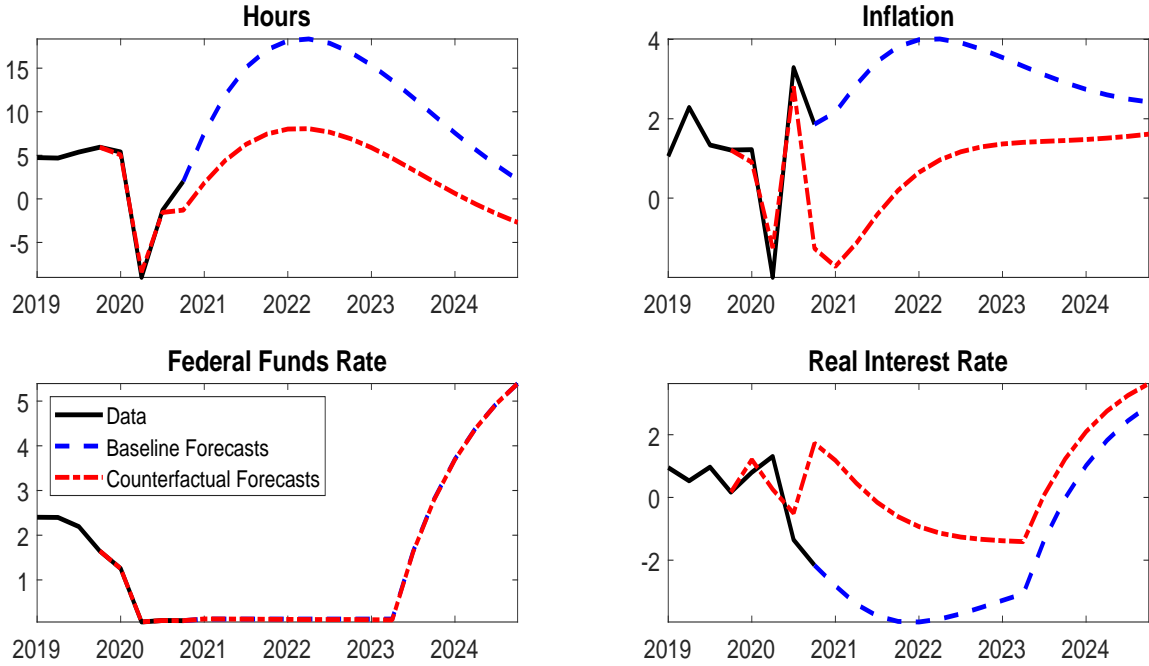 Hours
15
10
5
0
-5
2019 2020 2021 2022 2023 2024
Inflation
4
2
0
2019 2020 2021 2022 2023 2024
Federal Funds Rate
5
4
3
2
1
Data
Baseline Forecasts
Counterfactual Forecasts
2019 2020 2021 2022 2023 2024
Real Interest Rate
2
0
-2
2019 2020 2021 2022 2023 2024